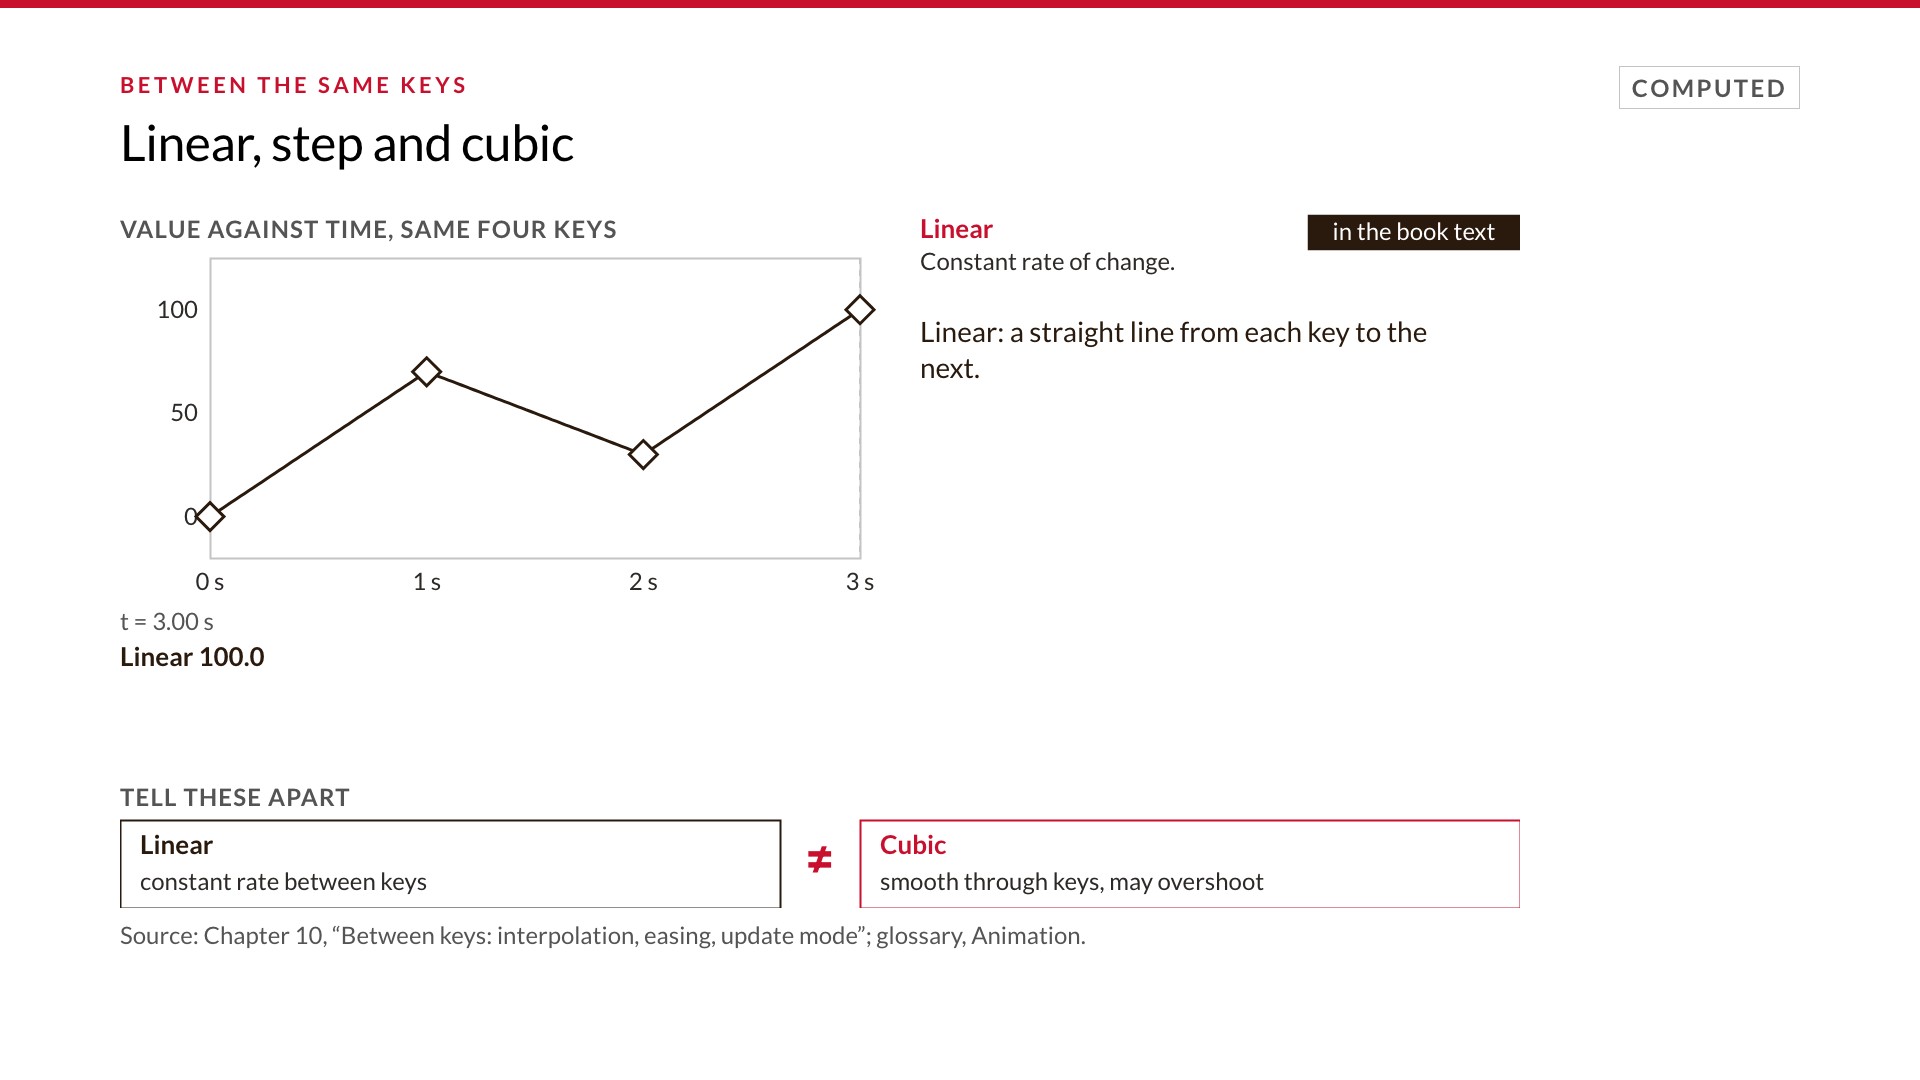 BETWEEN THE SAME KEYS
COMPUTED
Linear, step and cubic
VALUE AGAINST TIME, SAME FOUR KEYS
100
50
0
0 s
1 s
2 s
3 s
t = 3.00 s
Linear 100.0
Linear
in the book text
Constant rate of change.
Linear: a straight line from each key to the
next.
TELL THESE APART
Linear
constant rate between keys
≠
Cubic
smooth through keys, may overshoot
Source: Chapter 10, “Between keys: interpolation, easing, update mode”; glossary, Animation.